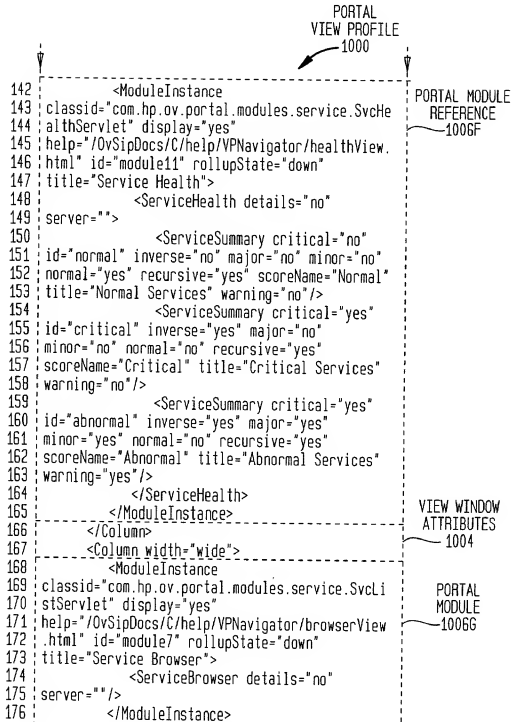 PORTAL
VIEW PROFILE
1000
142 <ModuleInstance
143 classid="com.hp.ov.portal.modules.service.SvcHe
144 althServlet" display="yes"
145 help="/OvSipDocs/C/help/VPNavigator/healthView.
146 html" id="module11" rollupState="down"
147 title="Service Health">
148 <ServiceHealth details="no"
149 server="">
150 <ServiceSummary critical="no"
151 id="normal" inverse="no" major="no" minor="no"
152 normal="yes" recursive="yes" scoreName="Normal"
153 title="Normal Services" warning="no"/>
154 <ServiceSummary critical="yes"
155 id="critical" inverse="yes" major="no"
156 minor="no" normal="no" recursive="yes"
157 scoreName="Critical" title="Critical Services"
158 warning="no"/>
159 <ServiceSummary critical="yes"
160 id="abnormal" inverse="yes" major="yes"
161 minor="yes" normal="no" recursive="yes"
162 scoreName="Abnormal" title="Abnormal Services"
163 warning="yes"/>
164 </ServiceHealth>
165 </ModuleInstance>
166 </Column>
167 <Column width="wide">
168 <ModuleInstance
169 classid="com.hp.ov.portal.modules.service.SvcLi
170 stServlet" display="yes"
171 help="/OvSipDocs/C/help/VPNavigator/browserView
172 .html" id="module7" rollupState="down"
173 title="Service Browser">
174 <ServiceBrowser details="no"
175 server=""/>
176 </ModuleInstance>
PORTAL MODULE
REFERENCE
1006F
VIEW WINDOW
ATTRIBUTES
1004
PORTAL
MODULE
1006G